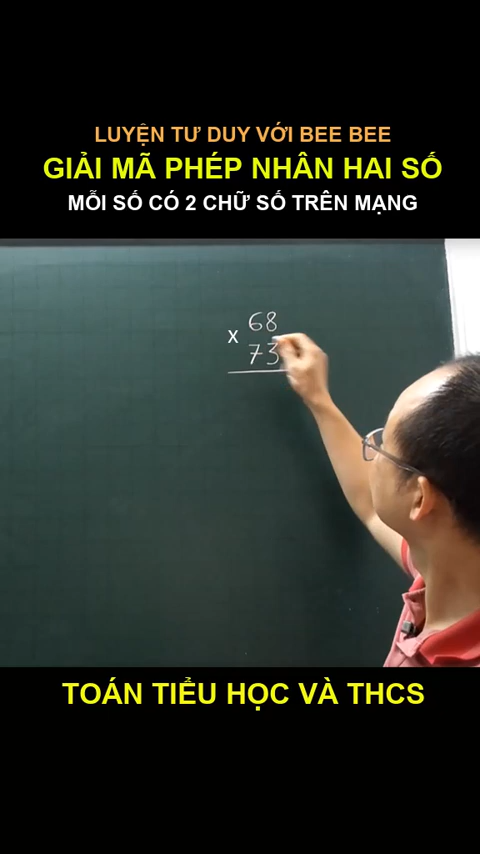 LUYỆN TƯ DUY VỚI BEE BEE
GIẢI MÃ PHÉP NHÂN HAI SỐ
MỖI SỐ CÓ 2 CHỮ SỐ TRÊN MẠNG
68
x
73
TOÁN TIỂU HỌC VÀ THCS